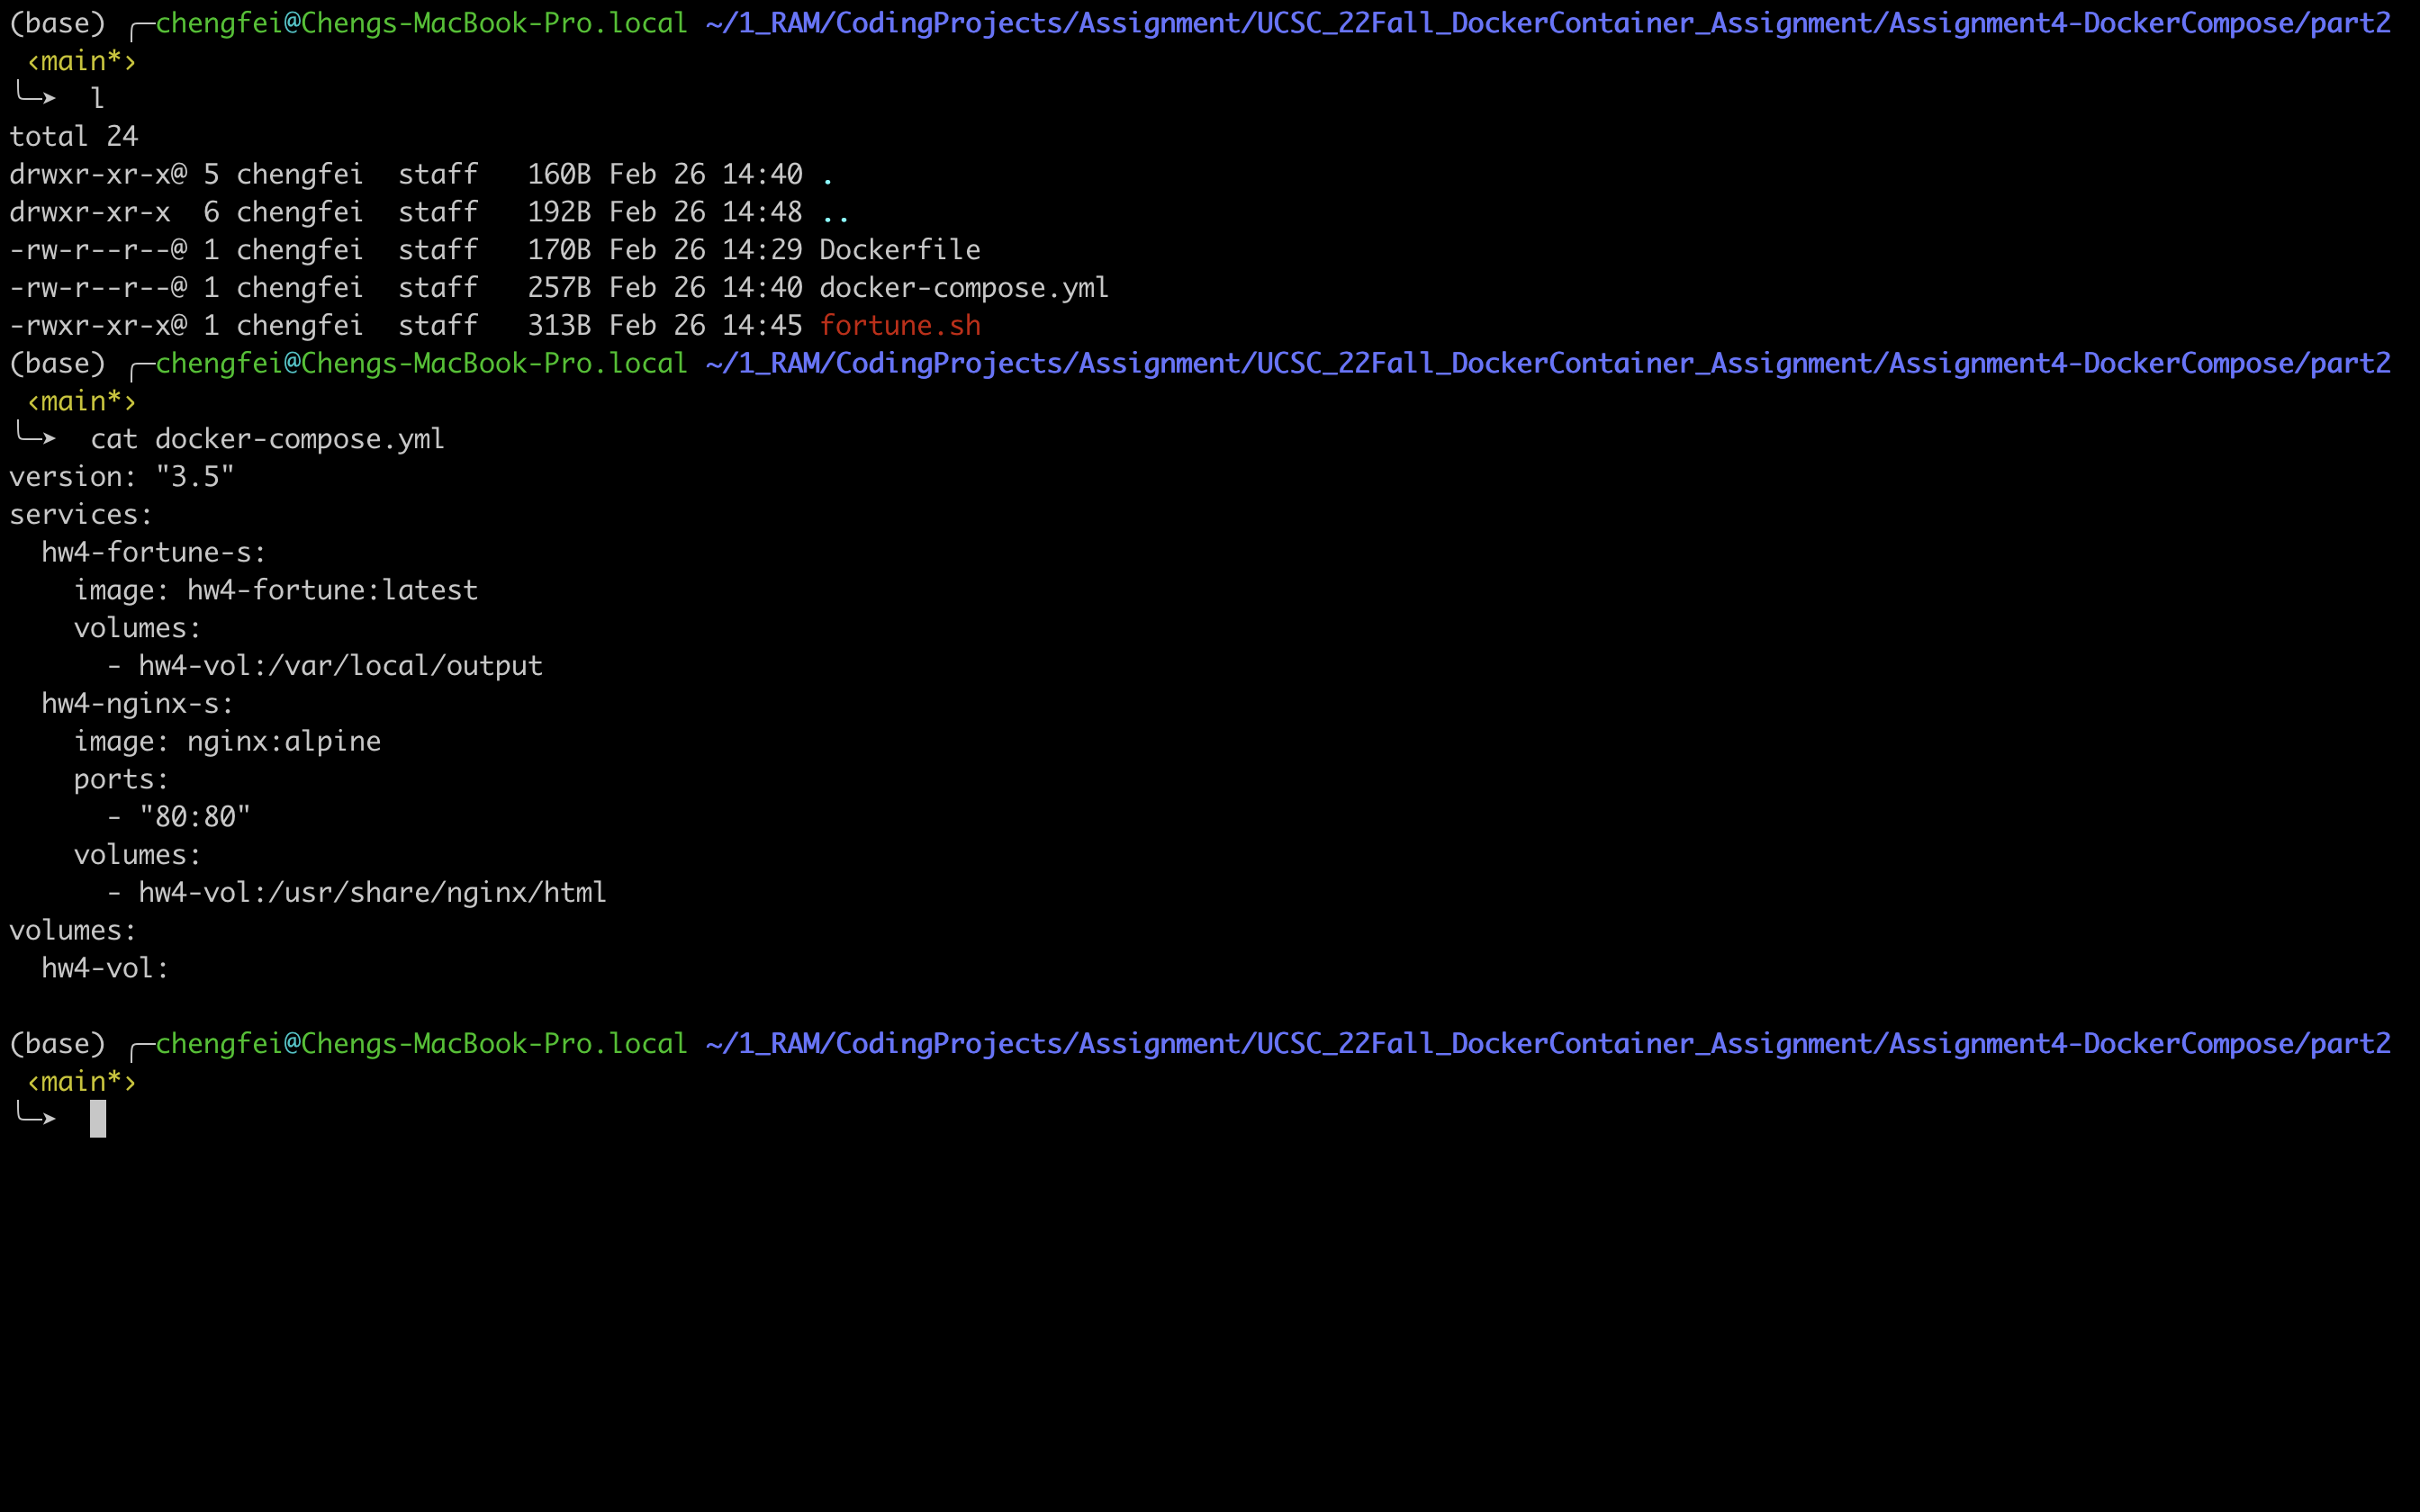 (base) ╭─chengfei@Chengs-MacBook-Pro.local ~/1_RAM/CodingProjects/Assignment/UCSC_22Fall_DockerContainer_Assignment/Assignment4-DockerCompose/part2
 ‹main*›
╰─➤  l
total 24
drwxr-xr-x@ 5 chengfei  staff   160B Feb 26 14:40 .
drwxr-xr-x  6 chengfei  staff   192B Feb 26 14:48 ..
-rw-r--r--@ 1 chengfei  staff   170B Feb 26 14:29 Dockerfile
-rw-r--r--@ 1 chengfei  staff   257B Feb 26 14:40 docker-compose.yml
-rwxr-xr-x@ 1 chengfei  staff   313B Feb 26 14:45 fortune.sh
(base) ╭─chengfei@Chengs-MacBook-Pro.local ~/1_RAM/CodingProjects/Assignment/UCSC_22Fall_DockerContainer_Assignment/Assignment4-DockerCompose/part2
 ‹main*›
╰─➤  cat docker-compose.yml
version: "3.5"
services:
  hw4-fortune-s:
    image: hw4-fortune:latest
    volumes:
      - hw4-vol:/var/local/output
  hw4-nginx-s:
    image: nginx:alpine
    ports:
      - "80:80"
    volumes:
      - hw4-vol:/usr/share/nginx/html
volumes:
  hw4-vol:

(base) ╭─chengfei@Chengs-MacBook-Pro.local ~/1_RAM/CodingProjects/Assignment/UCSC_22Fall_DockerContainer_Assignment/Assignment4-DockerCompose/part2
 ‹main*›
╰─➤